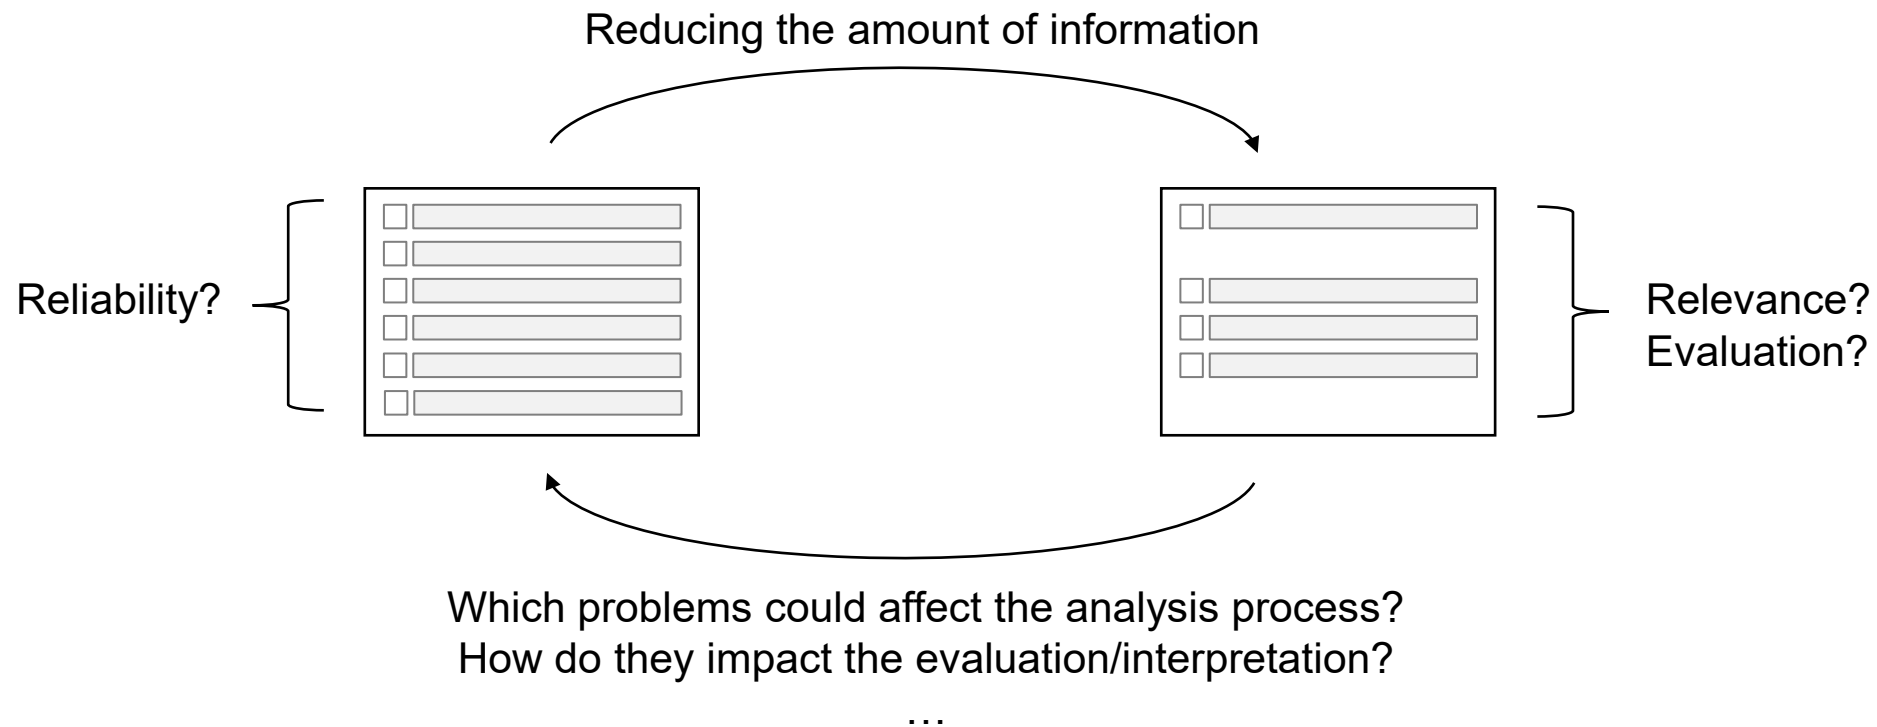 Reducing the amount of information
Reliability?
Relevance?
Evaluation?
Which problems could affect the analysis process?
How do they impact the evaluation/interpretation?
...